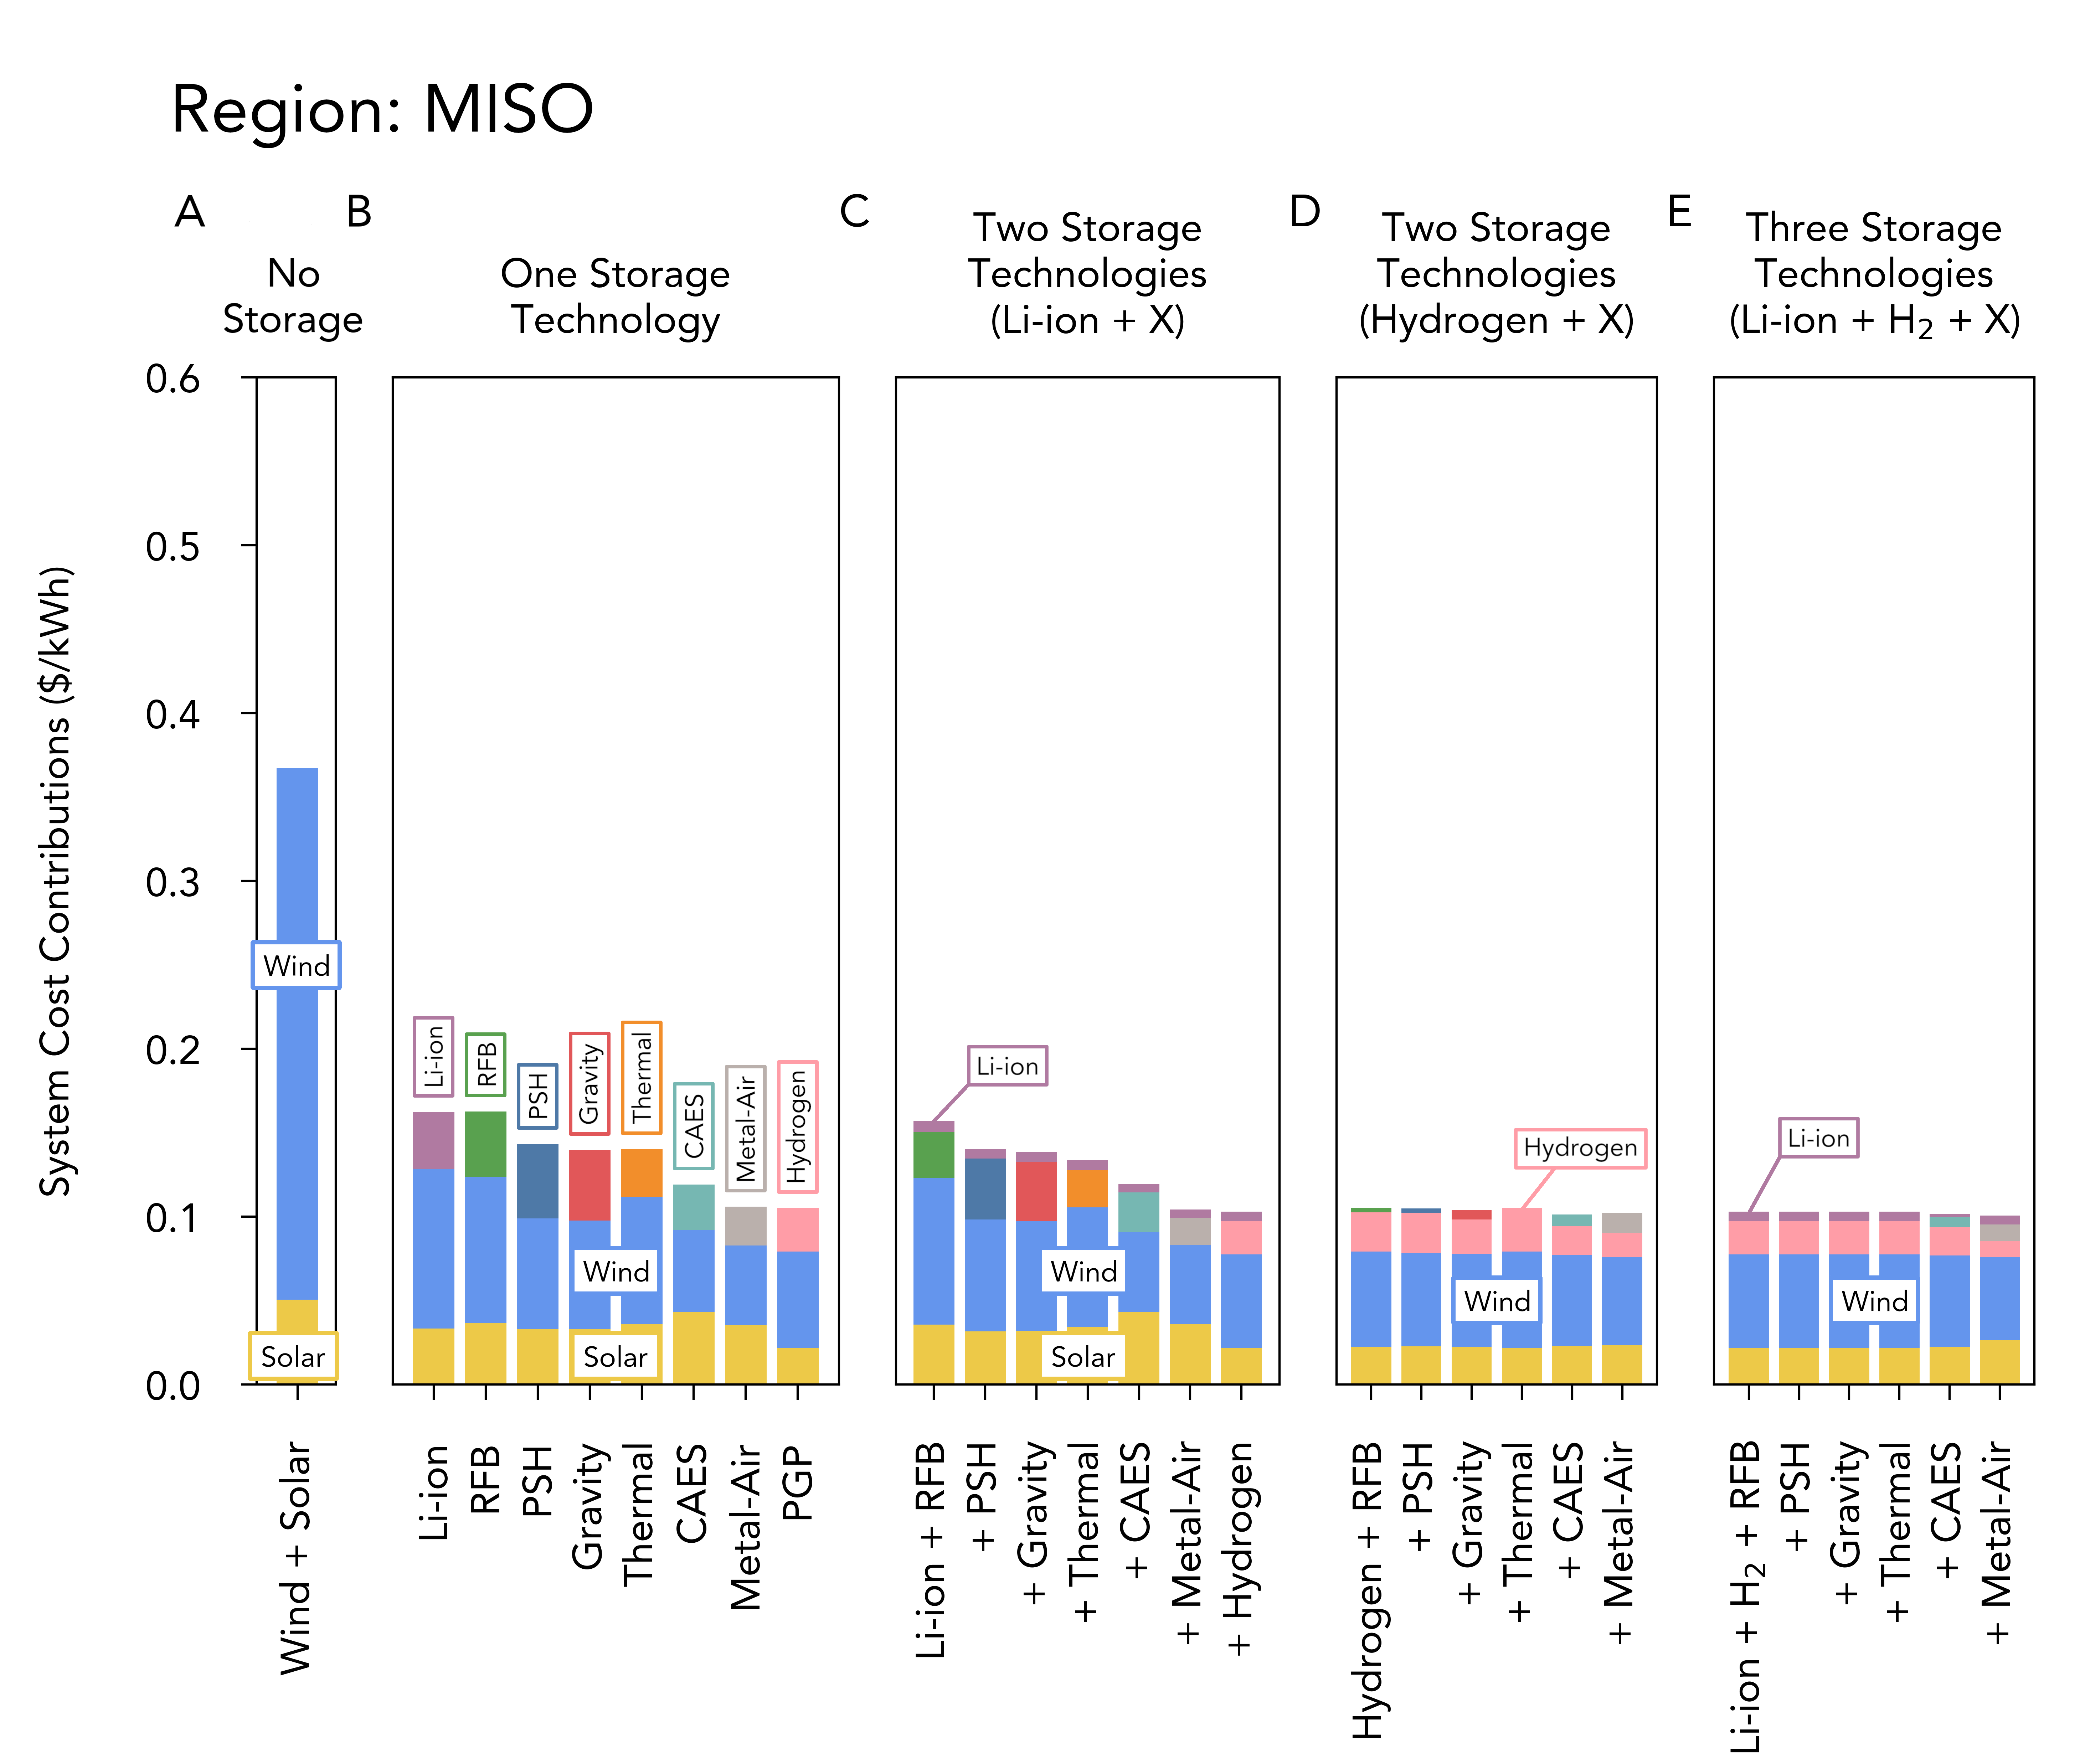 Region: MISO
A
No
Storage
B
One Storage
Technology
C
Two Storage
Technologies
(Li-ion + X)
D
Two Storage
Technologies
(Hydrogen + X)
E
Three Storage
Technologies
(Li-ion + H₂ + X)
System Cost Contributions ($/kWh)
0.6
0.5
0.4
0.3
0.2
0.1
0.0
Wind
Solar
Li-ion
RFB
PSH
Gravity
Thermal
CAES
Metal-Air
Hydrogen
Wind
Solar
Li-ion
Wind
Solar
Hydrogen
Wind
Li-ion
Wind
Wind + Solar
Li-ion
RFB
PSH
Gravity
Thermal
CAES
Metal-Air
PGP
Li-ion + RFB
+ PSH
+ Gravity
+ Thermal
+ CAES
+ Metal-Air
+ Hydrogen
Hydrogen + RFB
+ PSH
+ Gravity
+ Thermal
+ CAES
+ Metal-Air
Li-ion + H₂ + RFB
+ PSH
+ Gravity
+ Thermal
+ CAES
+ Metal-Air